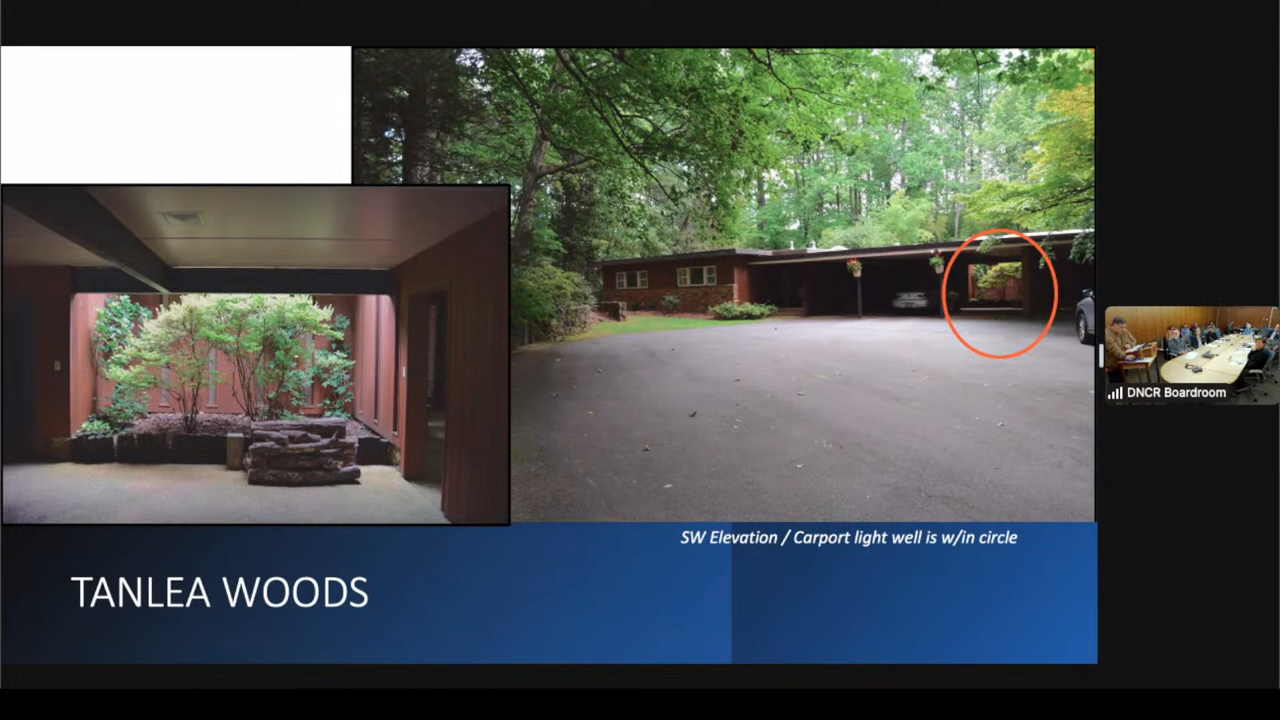 SW Elevation / Carport light well is w/in circle
TANLEA WOODS
DNCR Boardroom